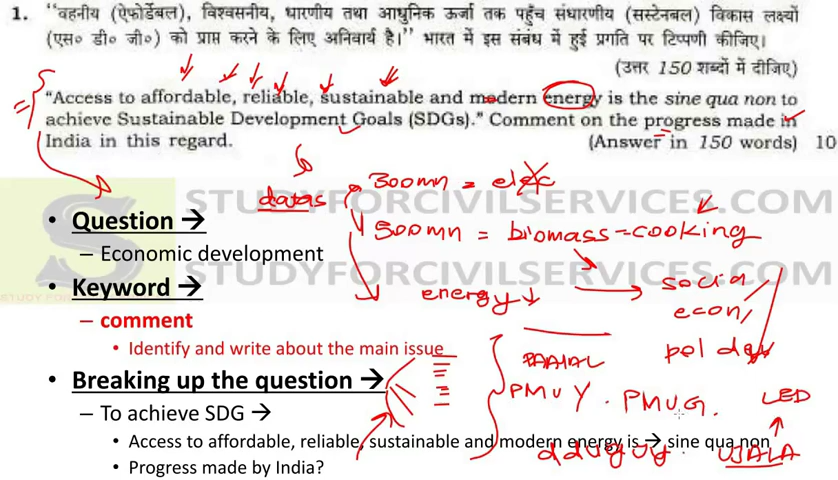 1. "वहनीय (ऐफोर्डेबल), विश्वसनीय, धारणीय तथा आधुनिक ऊर्जा तक पहुँच संधारणीय (सस्टेनबल) विकास लक्ष्यों
(एस० डी० जी०) को प्राप्त करने के लिए अनिवार्य है।" भारत में इस संबंध में हुई प्रगति पर टिप्पणी कीजिए।
(उत्तर 150 शब्दों में दीजिए)
"Access to affordable, reliable, sustainable and modern energy is the sine qua non to
achieve Sustainable Development Goals (SDGs)." Comment on the progress made in
India in this regard. (Answer in 150 words) 10
datas 300mn = elec
STUDYFORCIVILSERVICES.COM
• Question →
500mn = biomass - cooking
– Economic development
STUDYFORCIVILSERVICES.COM
• Keyword →
energy ↓ → social
econ
– comment
pol dev
• Identify and write about the main issue
• Breaking up the question →
PMUY . PMUG. LED
– To achieve SDG →
• Access to affordable, reliable, sustainable and modern energy is → sine qua non
DDUGJY . UJALA
• Progress made by India?